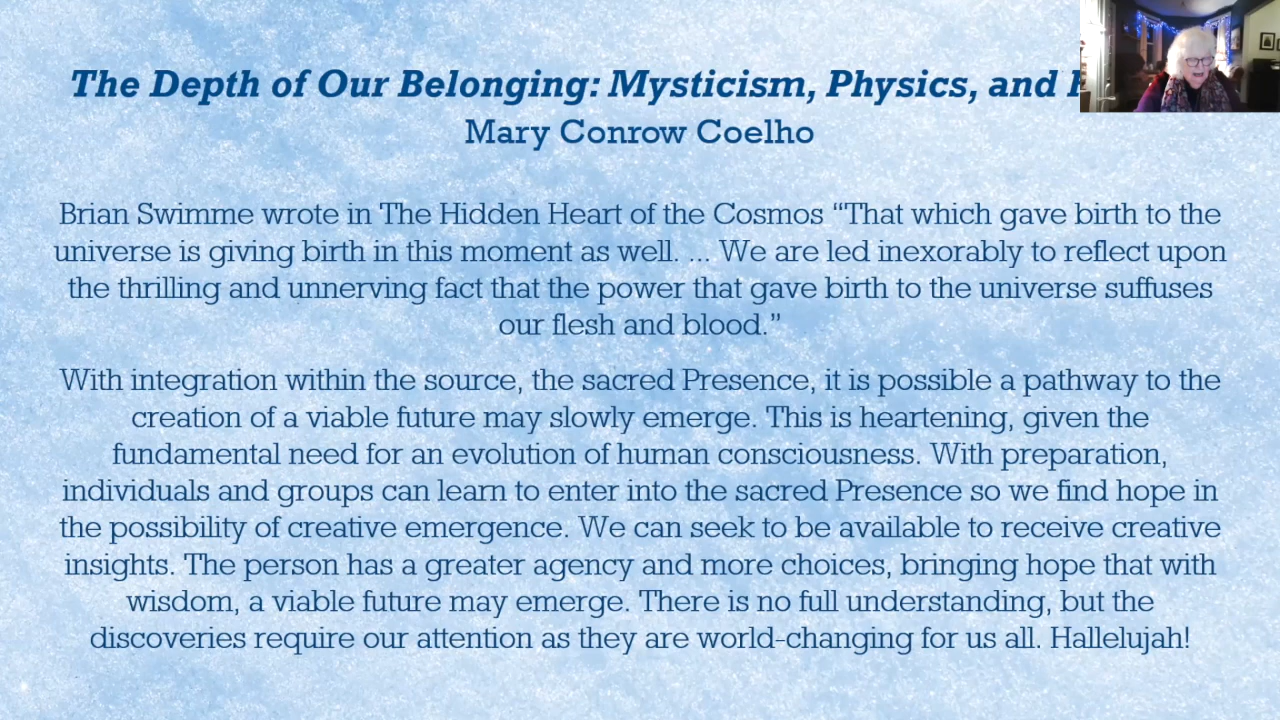 The Depth of Our Belonging: Mysticism, Physics, and
Mary Conrow Coelho
Brian Swimme wrote in The Hidden Heart of the Cosmos “That which gave birth to the
universe is giving birth in this moment as well. ... We are led inexorably to reflect upon
the thrilling and unnerving fact that the power that gave birth to the universe suffuses
our flesh and blood.”
With integration within the source, the sacred Presence, it is possible a pathway to the
creation of a viable future may slowly emerge. This is heartening, given the
fundamental need for an evolution of human consciousness. With preparation,
individuals and groups can learn to enter into the sacred Presence so we find hope in
the possibility of creative emergence. We can seek to be available to receive creative
insights. The person has a greater agency and more choices, bringing hope that with
wisdom, a viable future may emerge. There is no full understanding, but the
discoveries require our attention as they are world-changing for us all. Hallelujah!